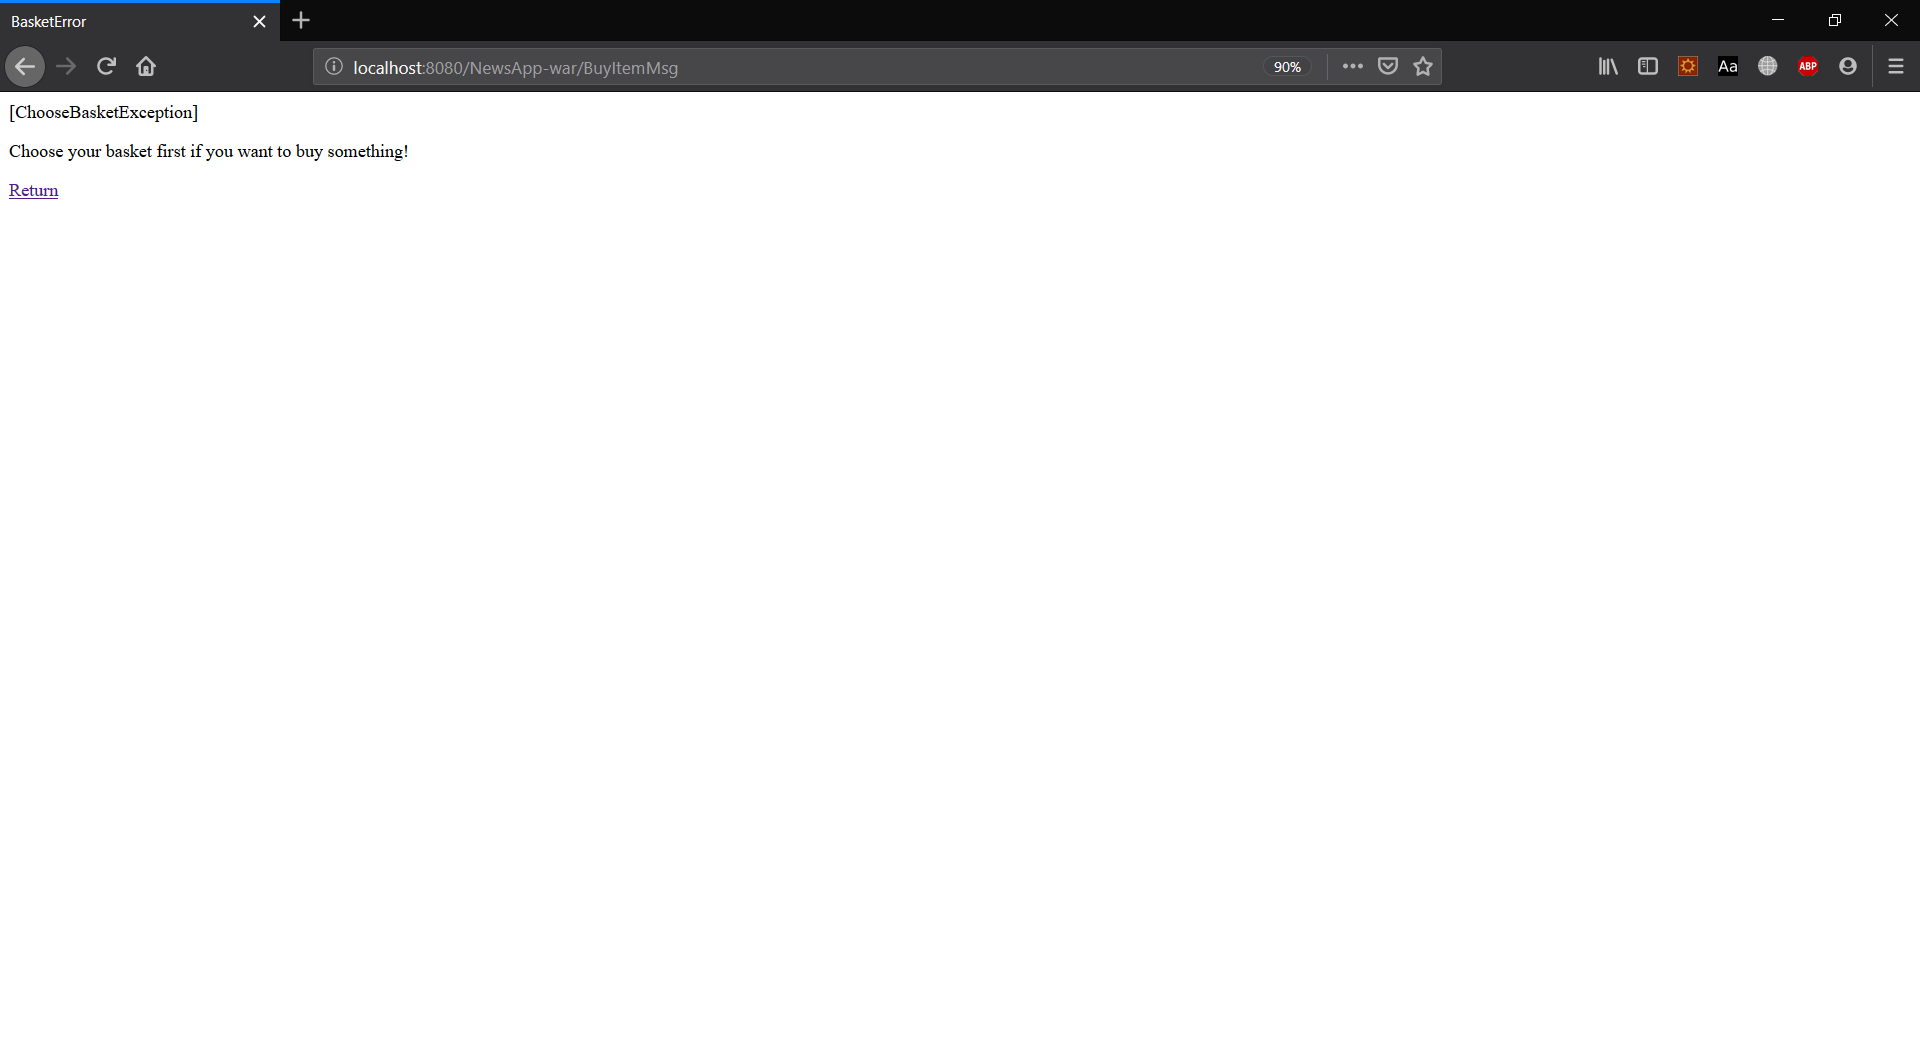 BasketError
localhost:8080/NewsApp-war/BuyItemMsg
90%
Aa
ABP
[ChooseBasketException]
Choose your basket first if you want to buy something!
Return